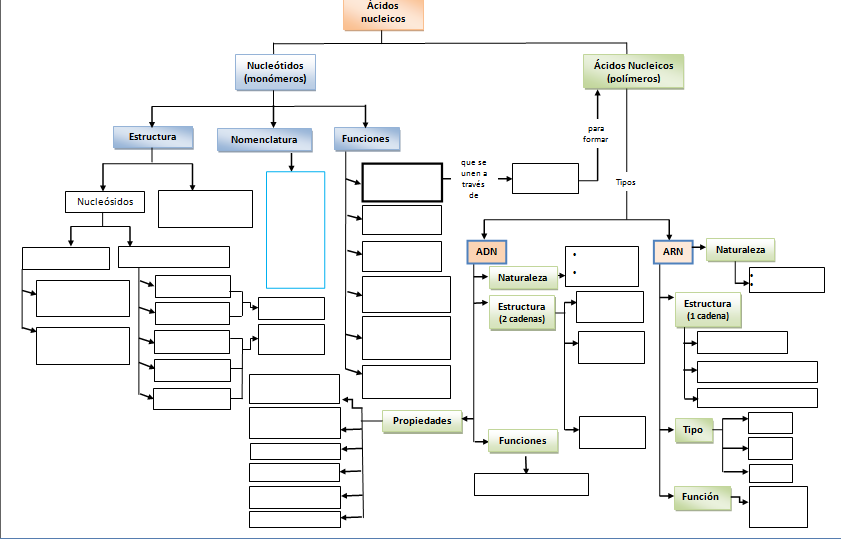 Ácidos
nucleicos
Nucleótidos
(monómeros)
Ácidos Nucleicos
(polímeros)
Estructura
Nomenclatura
Funciones
para
formar
que se
unen a
través
de
Tipos
Nucleósidos
ADN
ARN
Naturaleza
Naturaleza
•
•
•
•
Estructura
(2 cadenas)
Estructura
(1 cadena)
Propiedades
Funciones
Tipo
Función